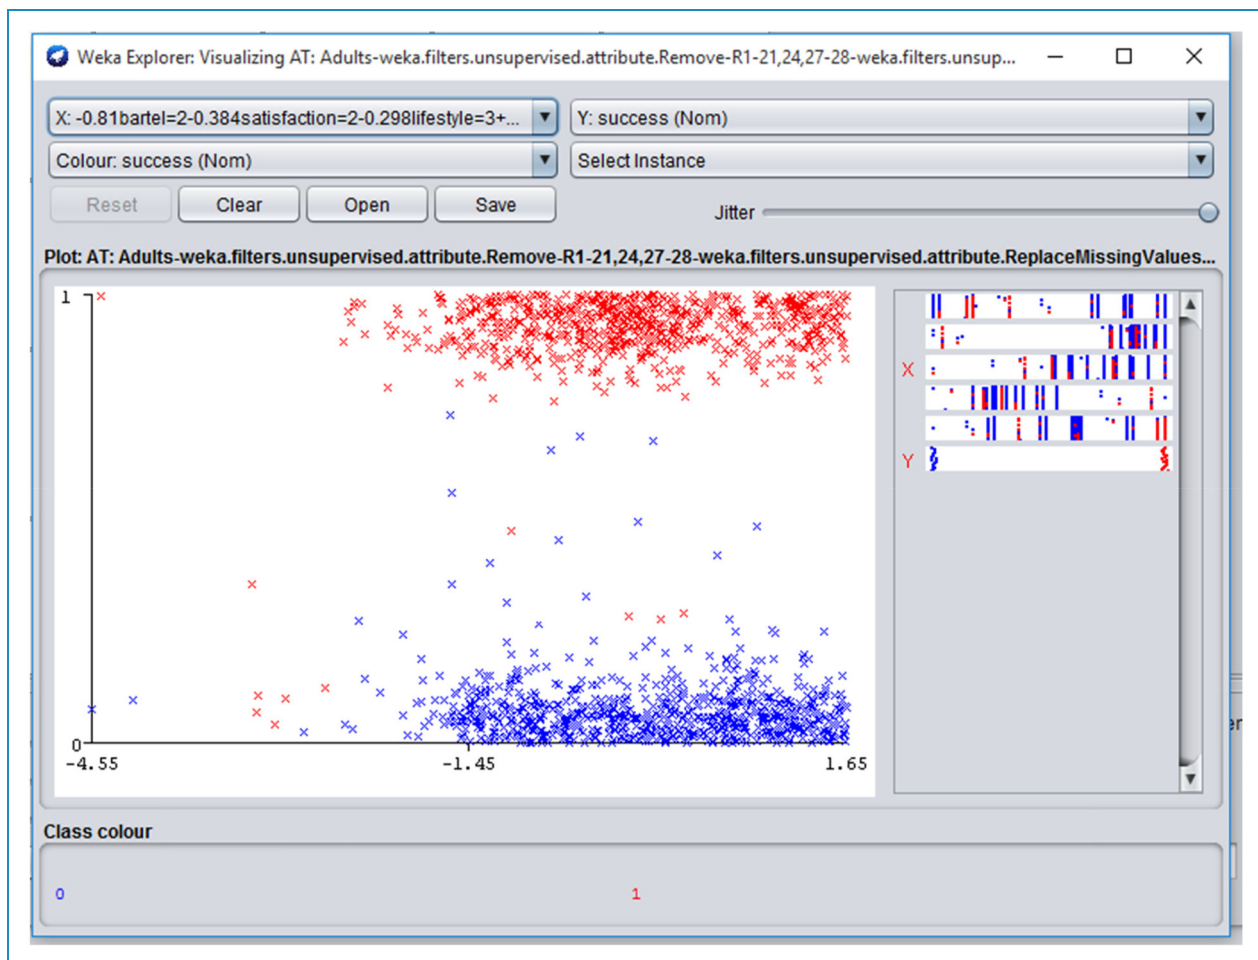 Weka Explorer: Visualizing AT: Adults-weka.filters.unsupervised.attribute.Remove-R1-21,24,27-28-weka.filters.unsup...
X: -0.81bartel=2-0.384satisfaction=2-0.298lifestyle=3+...
Y: success (Nom)
Colour: success (Nom)
Select Instance
Reset
Clear
Open
Save
Jitter
Plot: AT: Adults-weka.filters.unsupervised.attribute.Remove-R1-21,24,27-28-weka.filters.unsupervised.attribute.ReplaceMissingValues...
1
X
Y
0
-4.55
-1.45
1.65
er
Class colour
0
1